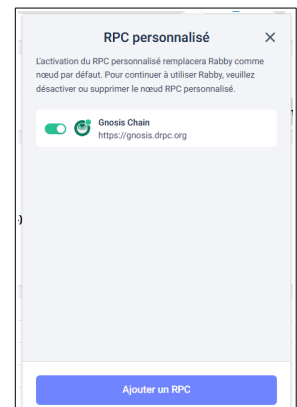 RPC personnalisé
L'activation du RPC personnalisé remplacera Rabby comme
nœud par défaut. Pour continuer à utiliser Rabby, veuillez
désactiver ou supprimer le nœud RPC personnalisé.
Gnosis Chain
https://gnosis.drpc.org
Ajouter un RPC